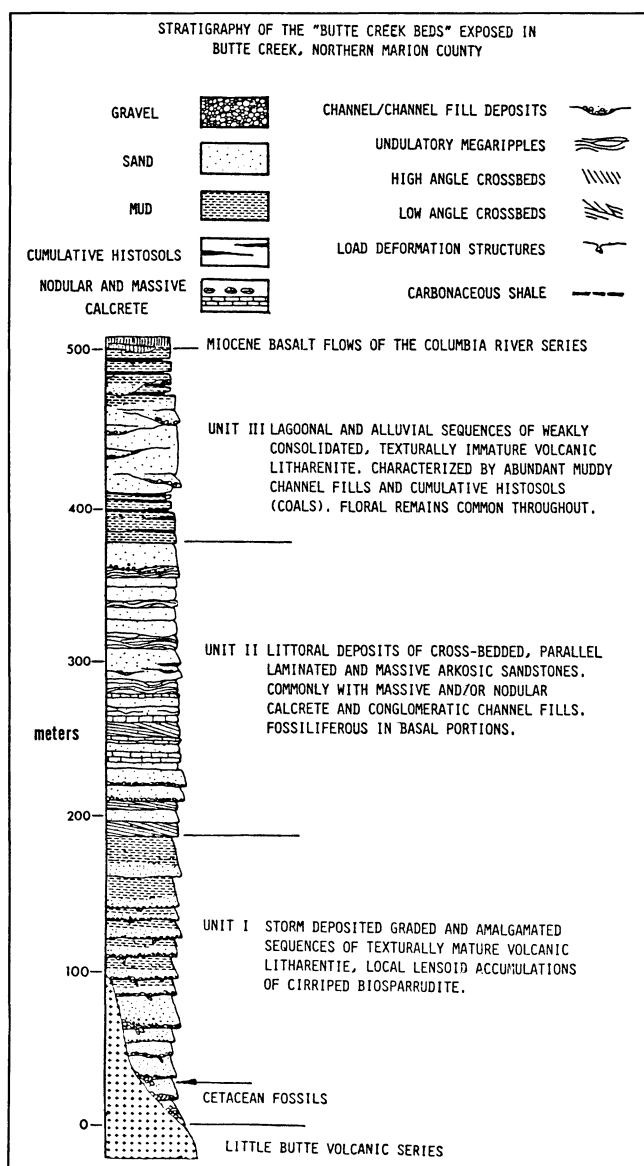 STRATIGRAPHY OF THE "BUTTE CREEK BEDS" EXPOSED IN
BUTTE CREEK, NORTHERN MARION COUNTY
GRAVEL
SAND
MUD
CUMULATIVE HISTOSOLS
NODULAR AND MASSIVE
CALCRETE
CHANNEL/CHANNEL FILL DEPOSITS
UNDULATORY MEGARIPPLES
HIGH ANGLE CROSSBEDS
LOW ANGLE CROSSBEDS
LOAD DEFORMATION STRUCTURES
CARBONACEOUS SHALE
500
MIOCENE BASALT FLOWS OF THE COLUMBIA RIVER SERIES
UNIT III LAGOONAL AND ALLUVIAL SEQUENCES OF WEAKLY
CONSOLIDATED, TEXTURALLY IMMATURE VOLCANIC
LITHARENITE. CHARACTERIZED BY ABUNDANT MUDDY
CHANNEL FILLS AND CUMULATIVE HISTOSOLS
(COALS). FLORAL REMAINS COMMON THROUGHOUT.
400
UNIT II LITTORAL DEPOSITS OF CROSS-BEDDED, PARALLEL
LAMINATED AND MASSIVE ARKOSIC SANDSTONES.
COMMONLY WITH MASSIVE AND/OR NODULAR
CALCRETE AND CONGLOMERATIC CHANNEL FILLS.
FOSSILIFEROUS IN BASAL PORTIONS.
300
meters
200
UNIT I STORM DEPOSITED GRADED AND AMALGAMATED
SEQUENCES OF TEXTURALLY MATURE VOLCANIC
LITHARENTIE, LOCAL LENSOID ACCUMULATIONS
OF CIRRIPED BIOSPARRUDITE.
100
CETACEAN FOSSILS
0
LITTLE BUTTE VOLCANIC SERIES